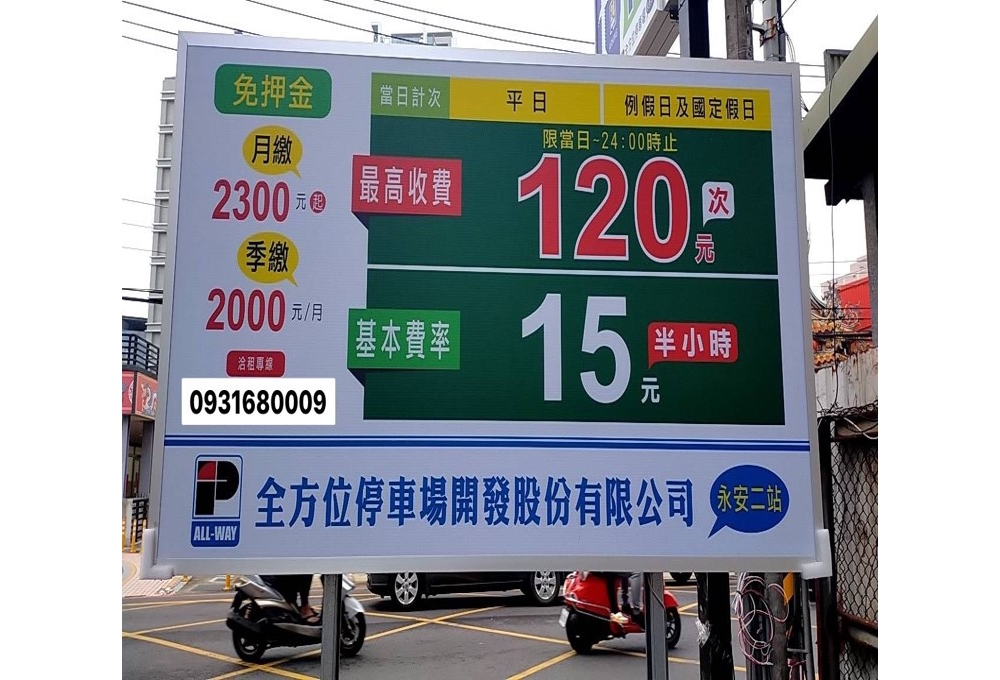 免押金
月繳
2300元起
季繳
2000元/月
洽租專線
0931680009
當日計次 平日 例假日及國定假日
限當日~24:00時止
最高收費 120元 次
基本費率 15元 半小時
P
ALL-WAY
全方位停車場開發股份有限公司
永安二站